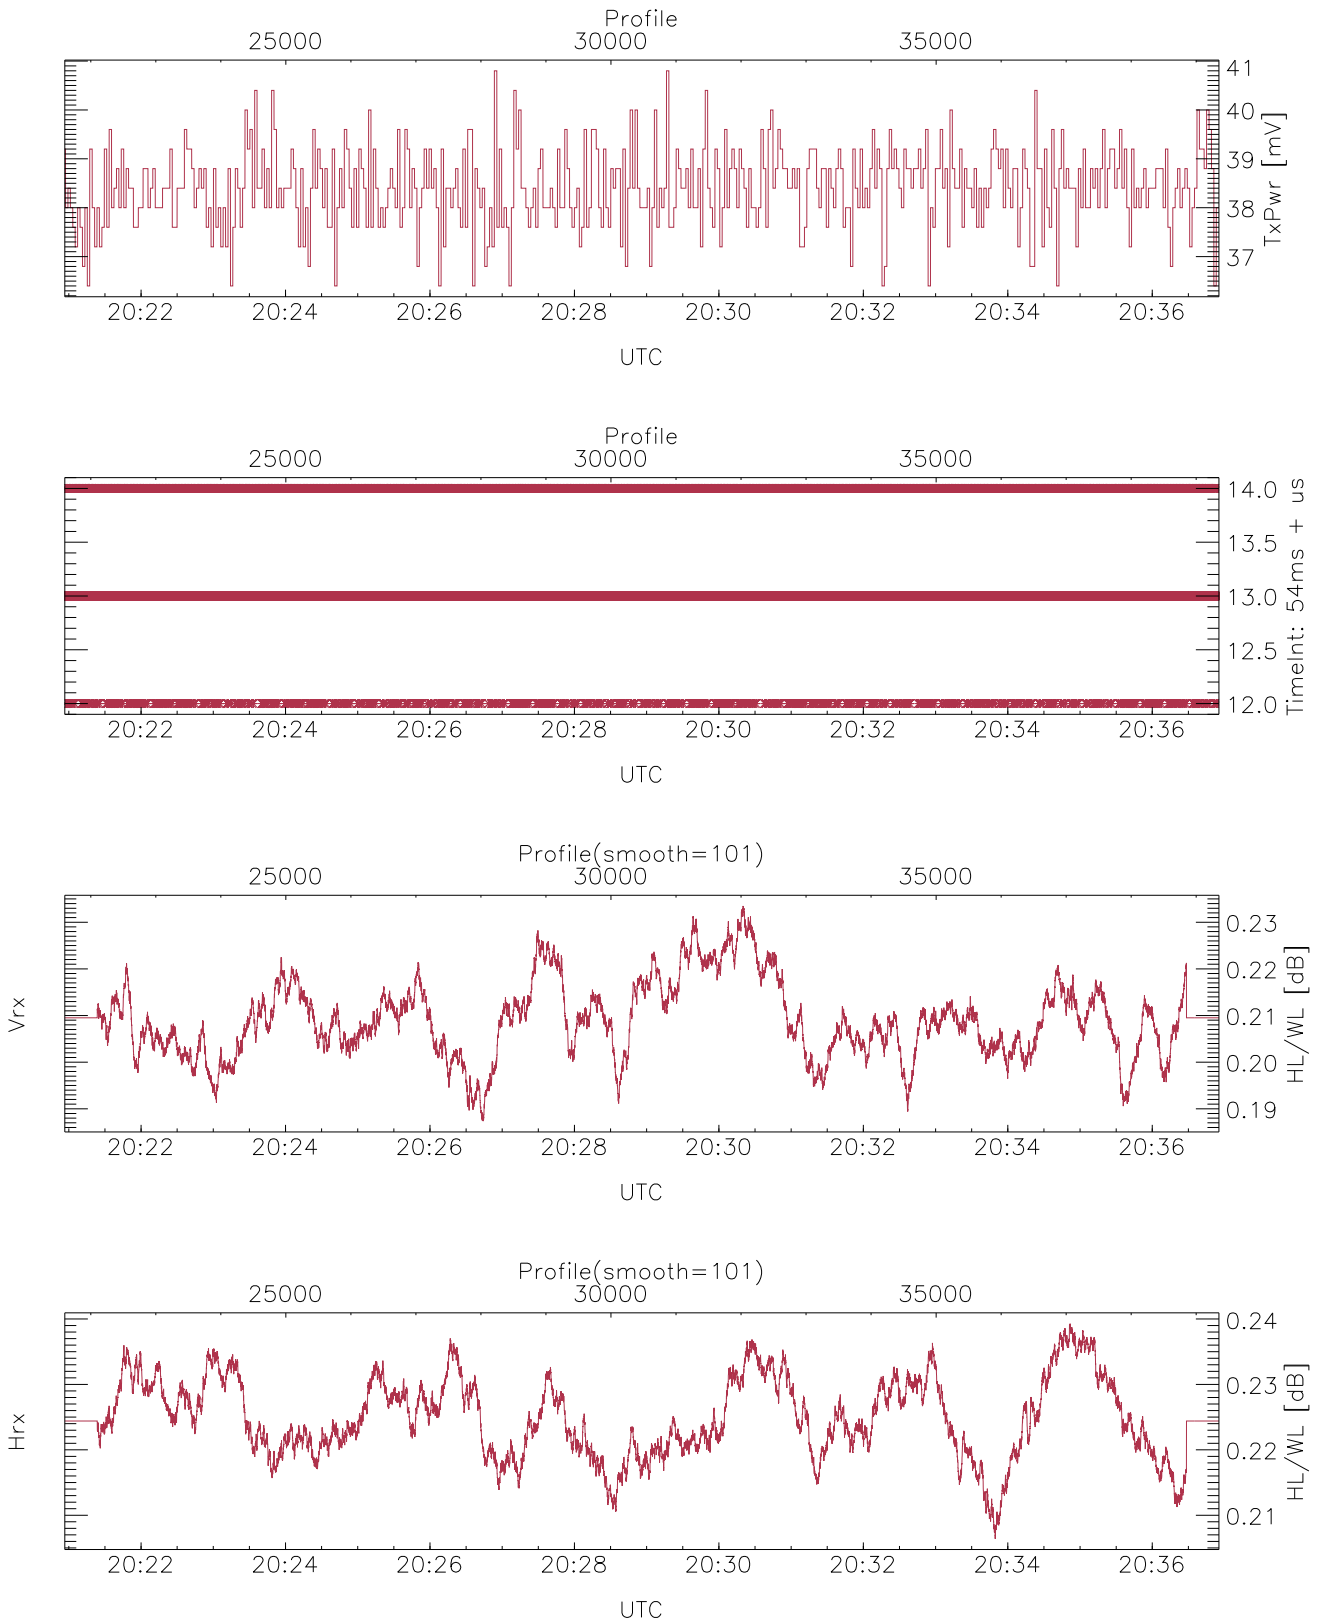 Profile
25000 30000 35000
41
40
39
38
37
TxPwr [mV]
20:22 20:24 20:26 20:28 20:30 20:32 20:34 20:36
UTC
Profile
25000 30000 35000
14.0
13.5
13.0
12.5
12.0
TimeInt: 54ms + us
20:22 20:24 20:26 20:28 20:30 20:32 20:34 20:36
UTC
Profile(smooth=101)
25000 30000 35000
Vrx
0.23
0.22
0.21
0.20
0.19
HL/WL [dB]
20:22 20:24 20:26 20:28 20:30 20:32 20:34 20:36
UTC
Profile(smooth=101)
25000 30000 35000
Hrx
0.24
0.23
0.22
0.21
HL/WL [dB]
20:22 20:24 20:26 20:28 20:30 20:32 20:34 20:36
UTC